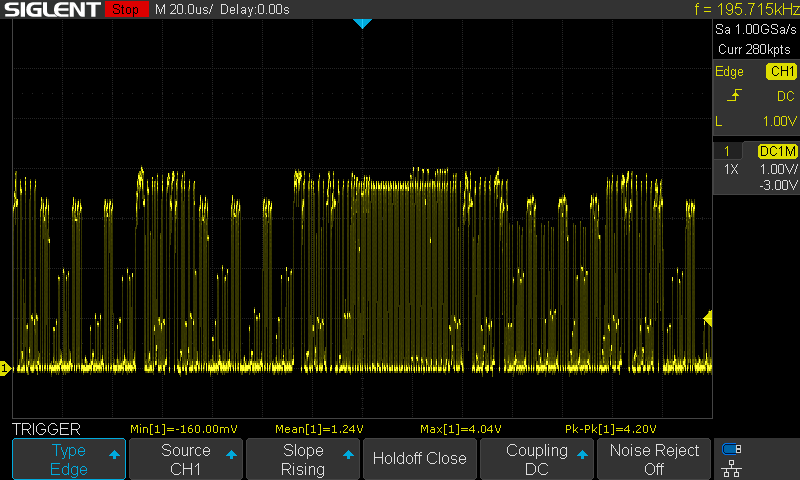 SIGLENT Stop M 20.0us/ Delay:0.00s f = 195.715kHz
Sa 1.00GSa/s
Curr 280kpts
Edge CH1
DC
L 1.00V
1 DC1M
1X 1.00V/
-3.00V
1
TRIGGER Min[1]=-160.00mV Mean[1]=1.24V Max[1]=4.04V Pk-Pk[1]=4.20V
Type Source Slope Holdoff Close Coupling Noise Reject
Edge CH1 Rising DC Off